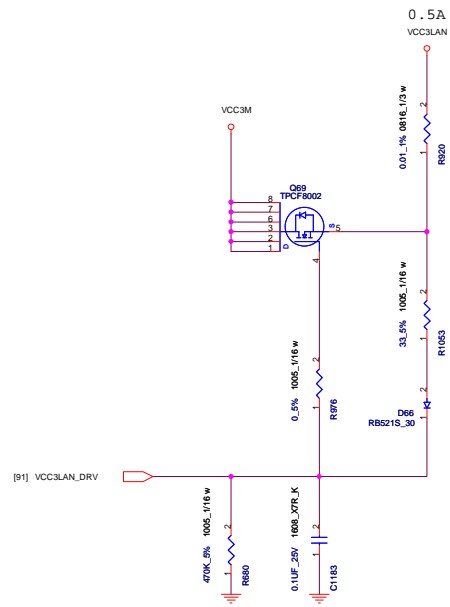 0.5A
VCC3LAN
2
0.01_1% 0816_1/3 w
1
R920
VCC3M
Q69
TPCF8002
8
7
6
3
2
1
D
S
5
4
2
33_5% 1005_1/16 w
1
R1053
2
0_5% 1005_1/16 w
1
R976
2
D66
RB521S_30
1
[91] VCC3LAN_DRV
2
470K_5% 1005_1/16 w
1
R680
2
0.1UF_25V 1608_X7R_K
1
C1183